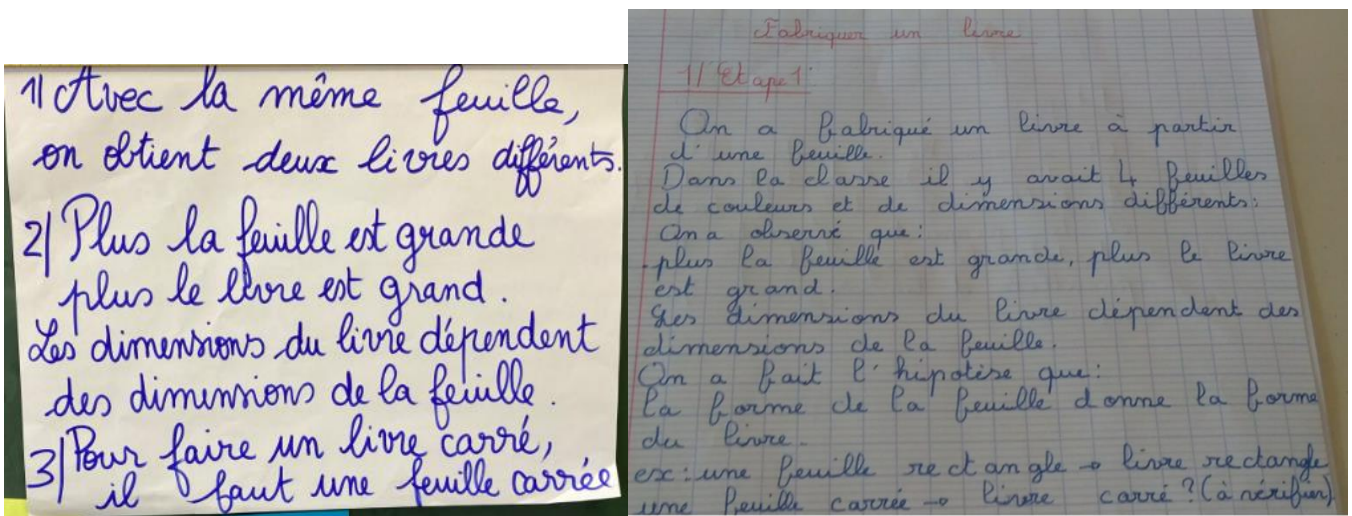 1) Avec la même feuille,
on obtient deux livres différents.
2) Plus la feuille est grande
plus le livre est grand.
Les dimensions du livre dépendent
des dimensions de la feuille.
3) Pour faire un livre carré,
il faut une feuille carrée
Fabriquer un livre
1/ Etape 1:
On a fabriqué un livre à partir
d'une feuille.
Dans la classe il y avait 4 feuilles
de couleurs et de dimensions différents:
On a observé que:
plus la feuille est grande, plus le livre
est grand.
Les dimensions du livre dépendent des
dimensions de la feuille.
On a fait l'hipotèse que:
la forme de la feuille donne la forme
du livre.
ex: une feuille rectangle → livre rectangle
une feuille carrée → livre carré? (à vérifier)